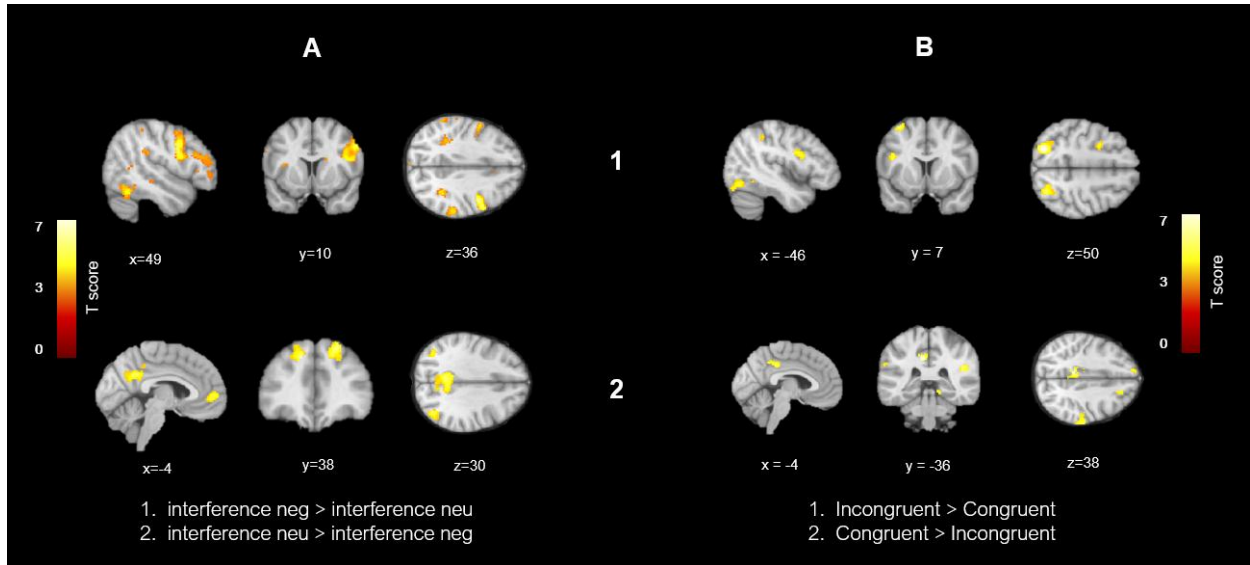 A
B
1
x=49
y=10
z=36
x = -46
y = 7
z=50
7
3
0
T score
7
3
0
T score
2
x=-4
y=38
z=30
x = -4
y = -36
z=38
1. interference neg > interference neu
2. interference neu > interference neg
1. Incongruent > Congruent
2. Congruent > Incongruent